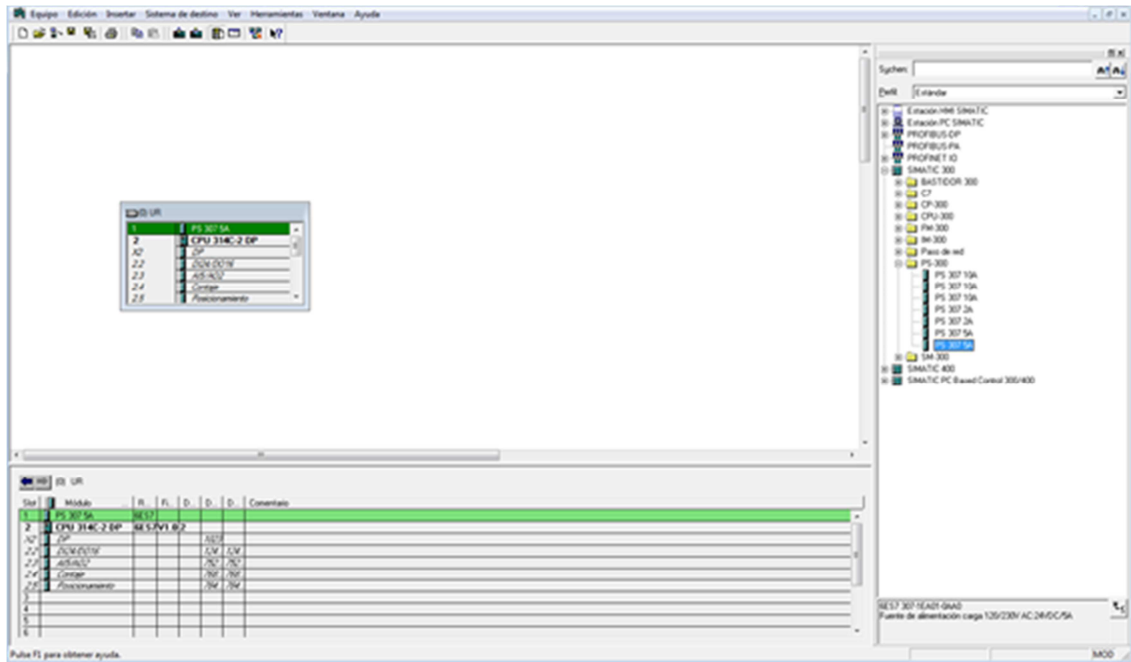 Equipo Edición Insertar Sistema de destino Ver Herramientas Ventana Ayuda
Suchen:
Perfil: Estándar
Estación HMI SIMATIC
Estación PC SIMATIC
PROFIBUS-DP
PROFIBUS-PA
PROFINET IO
SIMATIC 300
BASTIDOR 300
C7
CP-300
CPU-300
FM-300
IM-300
Paso de red
PS-300
PS 307 10A
PS 307 10A
PS 307 10A
PS 307 2A
PS 307 2A
PS 307 5A
PS 307 5A
SM-300
SIMATIC 400
SIMATIC PC Based Control 300/400
(0) UR
1 PS 307 5A
2 CPU 314C-2 DP
X2 DP
2.2 DI24/DO16
2.3 AI5/AO2
2.4 Contaje
2.5 Posicionamiento
(0) UR
Slot Módulo ... R... Fi... D... D... D... Comentario
1 PS 307 5A 6ES7
2 CPU 314C-2 DP 6ES7 V1.0 2
X2 DP 1023
2.2 DI24/DO16 124... 124...
2.3 AI5/AO2 752... 752...
2.4 Contaje 768... 768...
2.5 Posicionamiento 784... 784...
3
4
5
6
6ES7 307-1EA01-0AA0
Fuente de alimentación carga 120/230V AC:24VDC/5A
Pulse F1 para obtener ayuda.
MOD